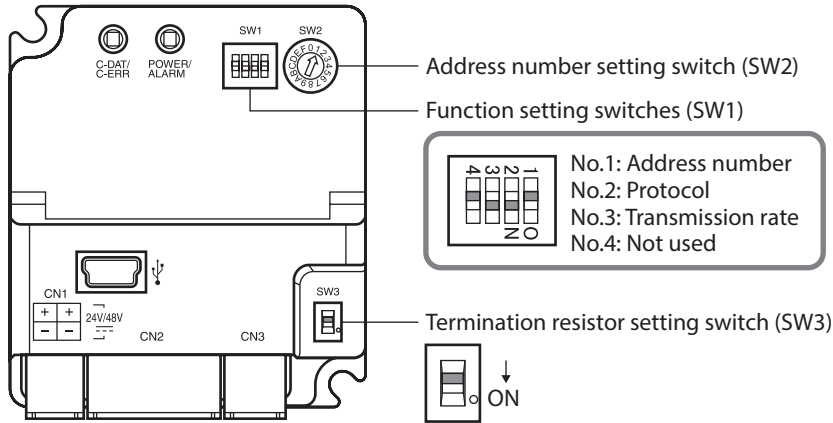 SW1
SW2
C-DAT/
C-ERR
POWER/
ALARM
0123456789ABCDEF
Address number setting switch (SW2)
Function setting switches (SW1)
1 2 3 4
ON
No.1: Address number
No.2: Protocol
No.3: Transmission rate
No.4: Not used
SW3
CN1
+ +
- -
24V/48V
CN2
CN3
Termination resistor setting switch (SW3)
ON